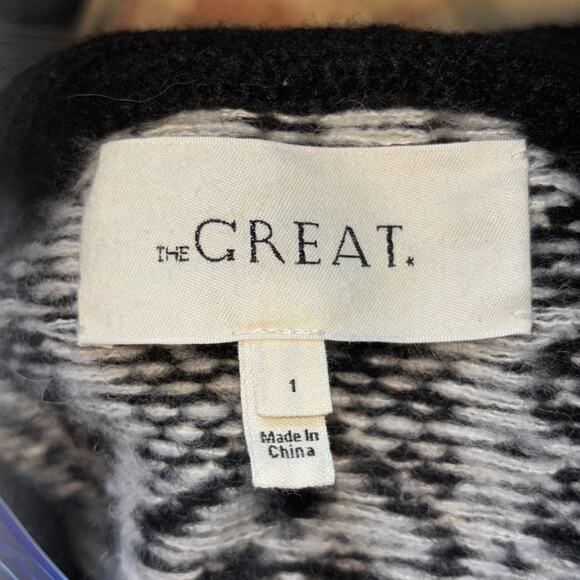 THE GREAT.
1
Made In
China